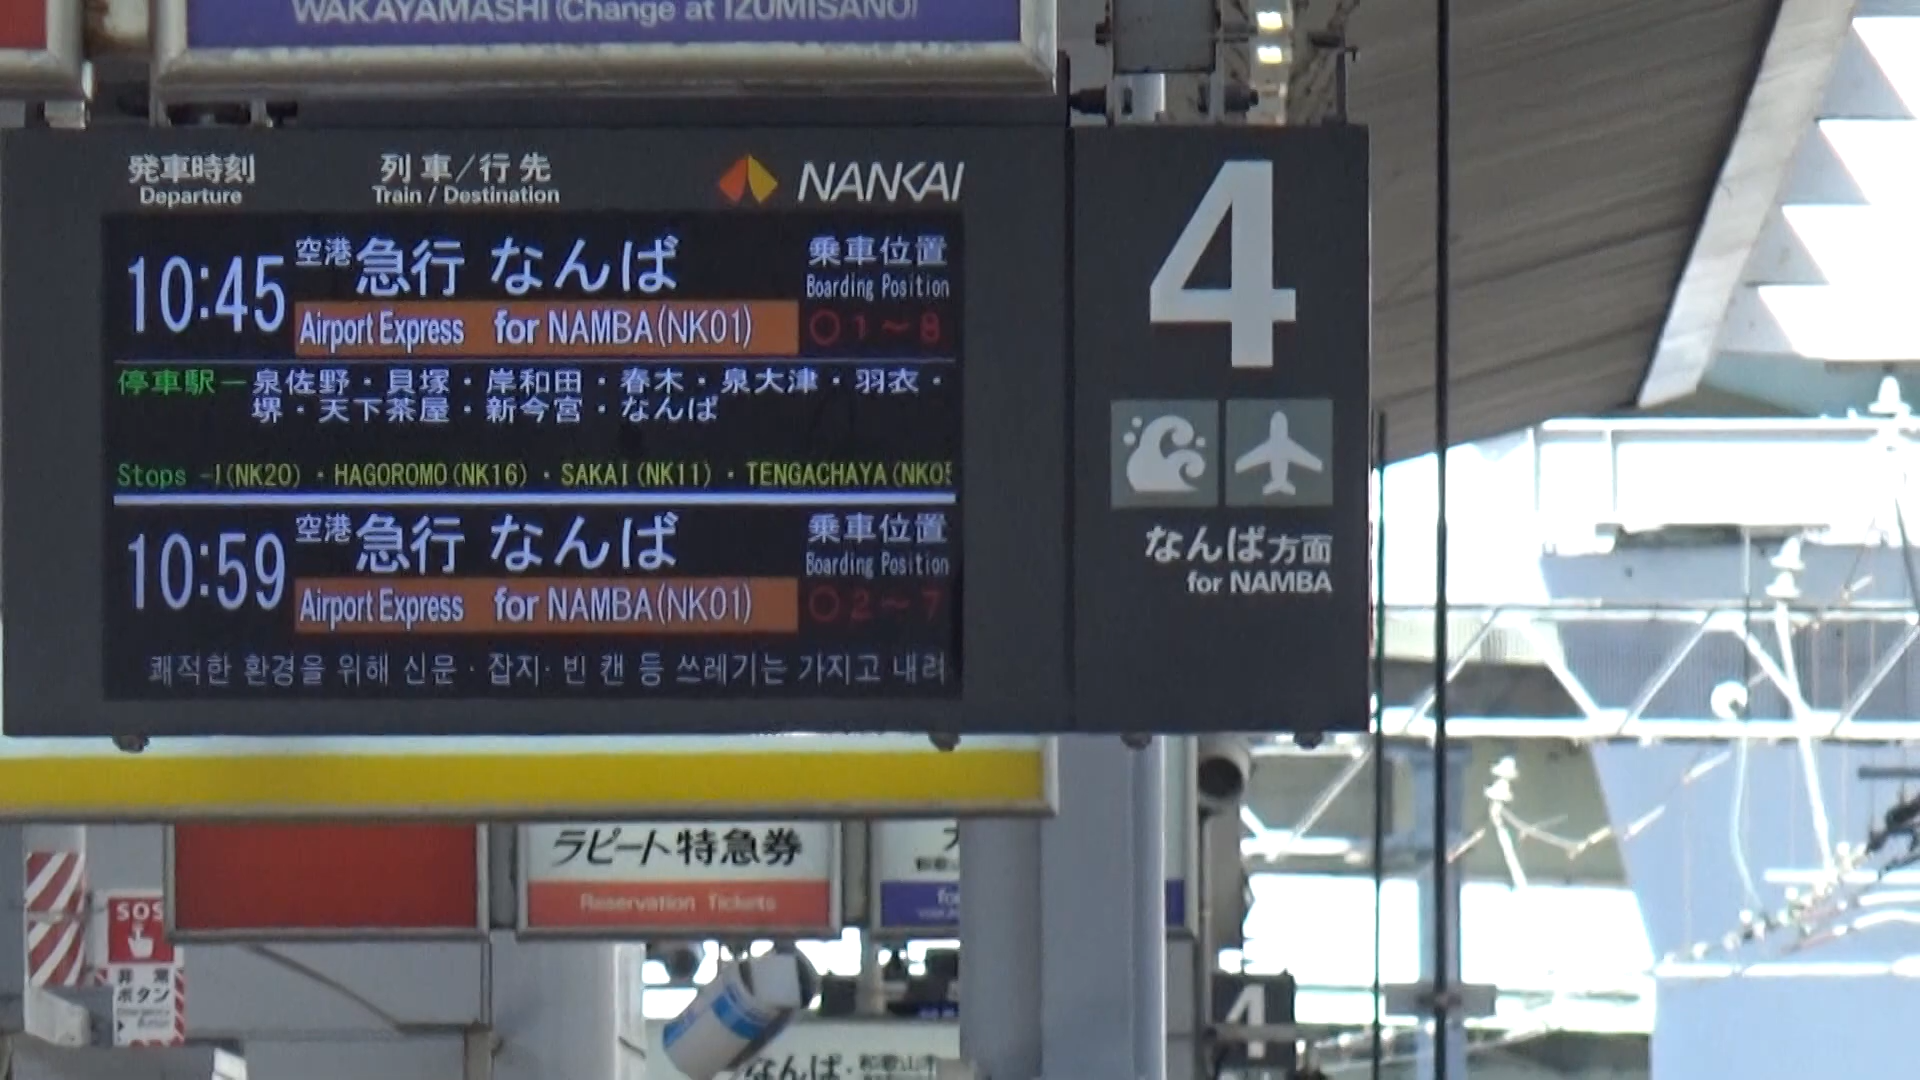 WAKAYAMASHI (Change at IZUMISANO)
発車時刻 列車/行先 NANKAI
Departure Train / Destination
10:45 空港急行 なんば 乗車位置
Boarding Position
Airport Express for NAMBA(NK01) ○1~8
停車駅ー泉佐野・貝塚・岸和田・春木・泉大津・羽衣・
堺・天下茶屋・新今宮・なんば
Stops -I(NK20)・HAGOROMO(NK16)・SAKAI(NK11)・TENGACHAYA(NK05
10:59 空港急行 なんば 乗車位置
Boarding Position
Airport Express for NAMBA(NK01) ○2~7
쾌적한 환경을 위해 신문·잡지·빈 캔 등 쓰레기는 가지고 내려
4
なんば方面
for NAMBA
ラピート特急券
Reservation Tickets
SOS
非常
ボタン
Emergency
Button
4
なんば・和歌山市